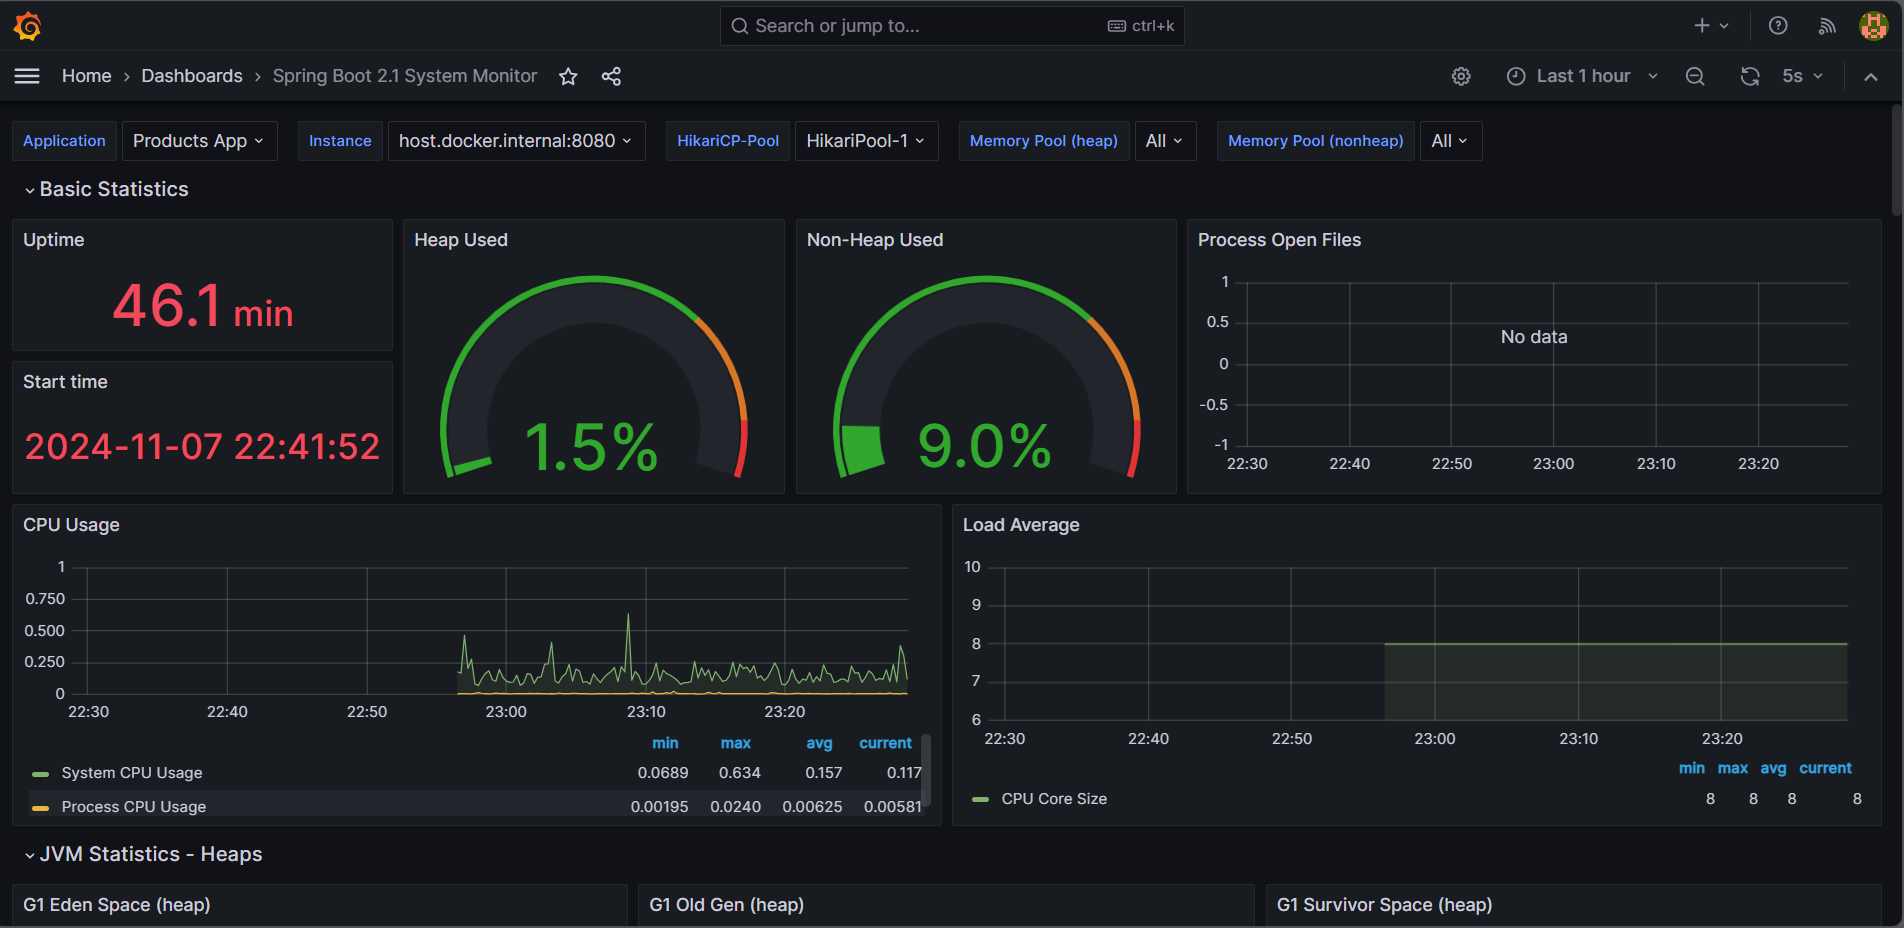 Search or jump to... ctrl+k
Home › Dashboards › Spring Boot 2.1 System Monitor
Last 1 hour 5s
Application Products App Instance host.docker.internal:8080 HikariCP-Pool HikariPool-1 Memory Pool (heap) All Memory Pool (nonheap) All
Basic Statistics
Uptime
46.1 min
Start time
2024-11-07 22:41:52
Heap Used
1.5%
Non-Heap Used
9.0%
Process Open Files
1
0.5
0
-0.5
-1
No data
22:30 22:40 22:50 23:00 23:10 23:20
CPU Usage
1
0.750
0.500
0.250
0
22:30 22:40 22:50 23:00 23:10 23:20
min max avg current
System CPU Usage 0.0689 0.634 0.157 0.117
Process CPU Usage 0.00195 0.0240 0.00625 0.00581
Load Average
10
9
8
7
6
22:30 22:40 22:50 23:00 23:10 23:20
min max avg current
CPU Core Size 8 8 8 8
JVM Statistics - Heaps
G1 Eden Space (heap)
G1 Old Gen (heap)
G1 Survivor Space (heap)